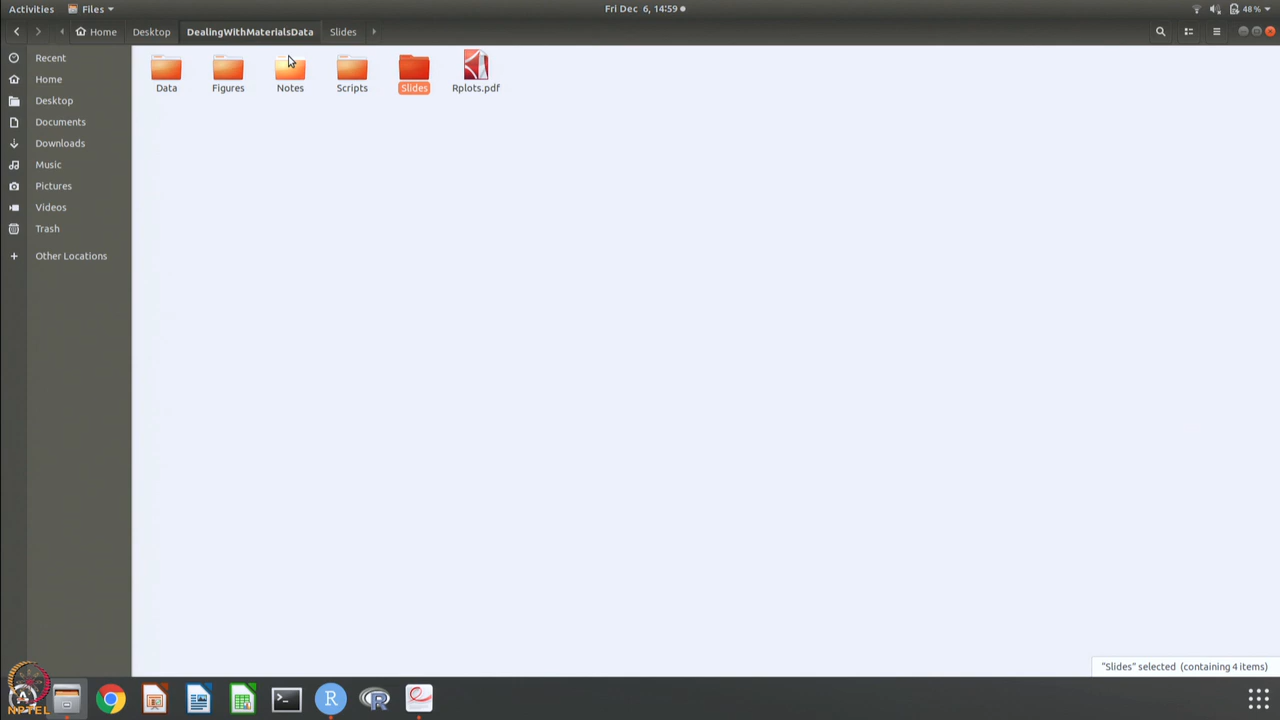 Activities Files Fri Dec 6, 14:59 48%
Home Desktop DealingWithMaterialsData Slides
Recent
Home
Desktop
Documents
Downloads
Music
Pictures
Videos
Trash
Other Locations
Data Figures Notes Scripts Slides Rplots.pdf
"Slides" selected (containing 4 items)
NPTEL